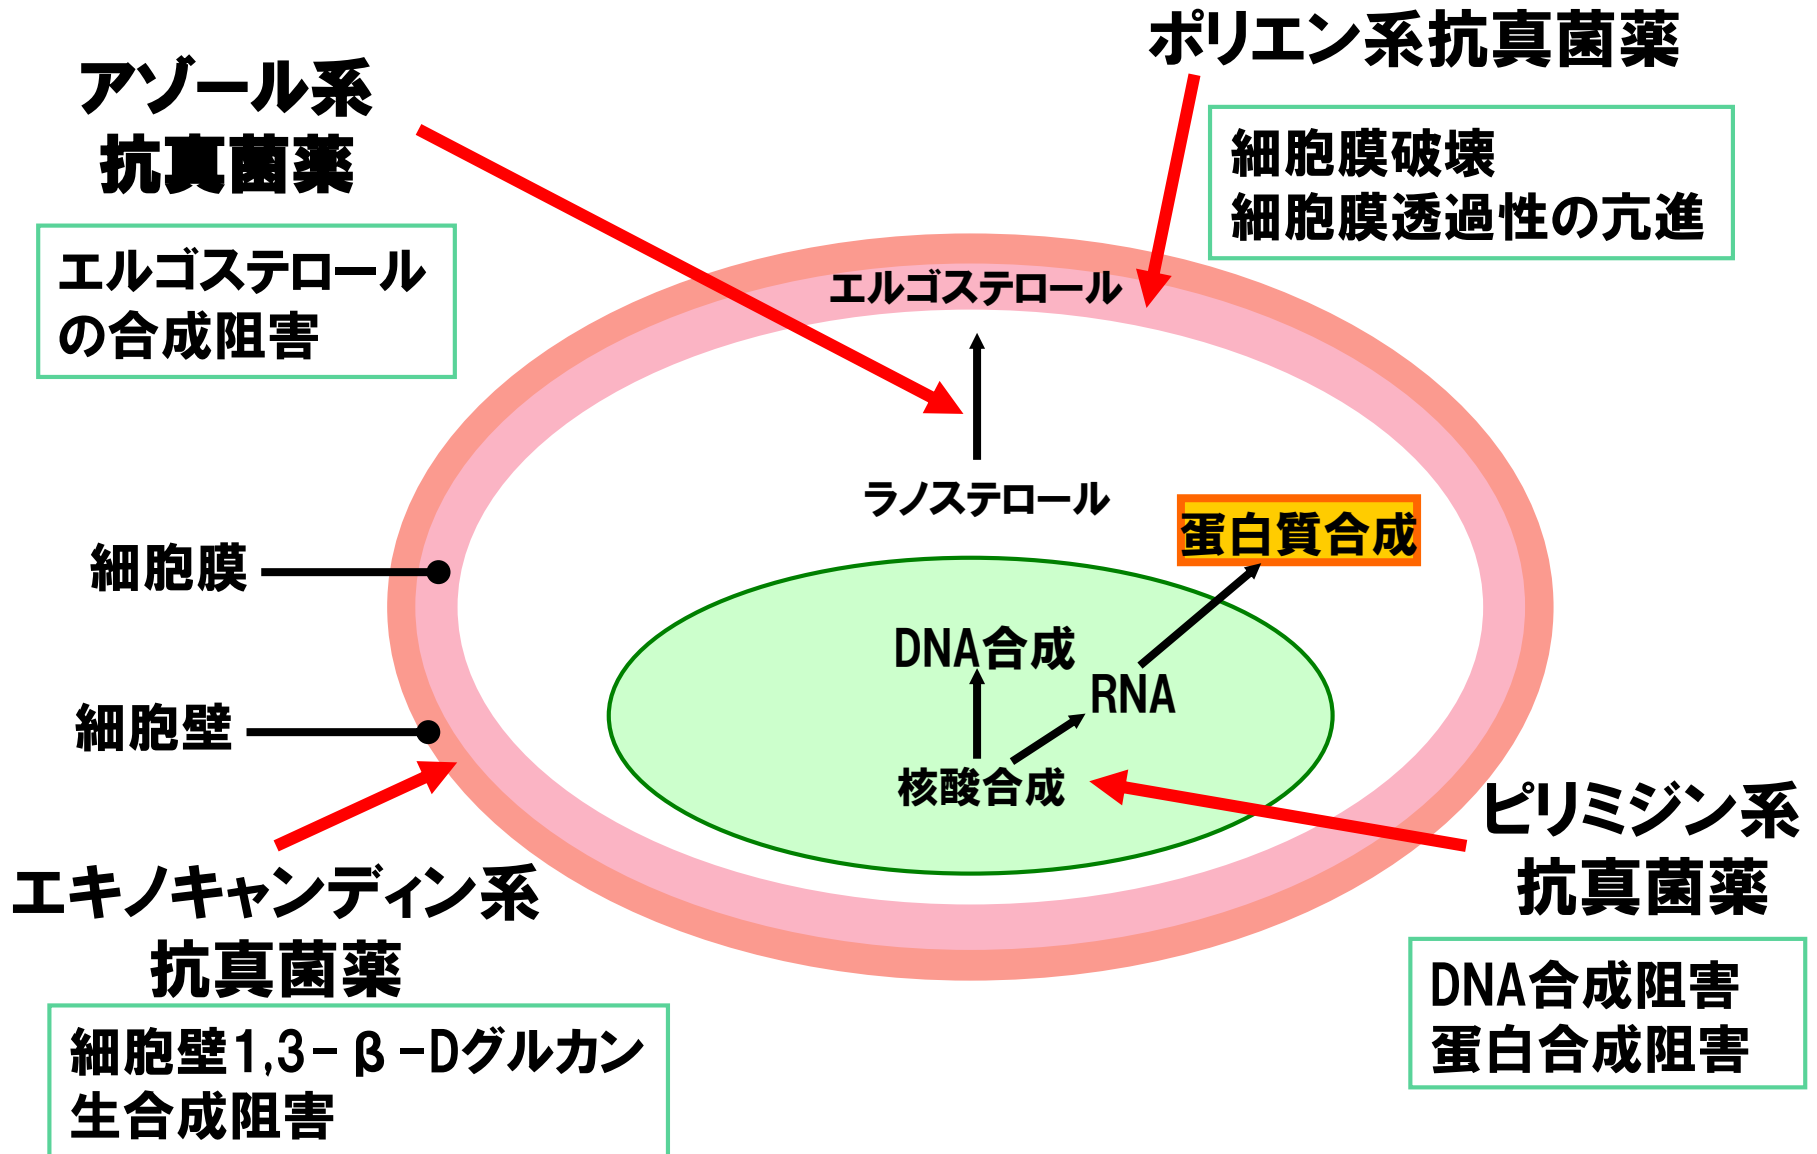 ポリエン系抗真菌薬
アゾール系
抗真菌薬
細胞膜破壊
細胞膜透過性の亢進
エルゴステロール
の合成阻害
エルゴステロール
ラノステロール
蛋白質合成
細胞膜
DNA合成
RNA
細胞壁
核酸合成
ピリミジン系
抗真菌薬
エキノキャンディン系
抗真菌薬
DNA合成阻害
蛋白合成阻害
細胞壁1,3-β-Dグルカン
生合成阻害